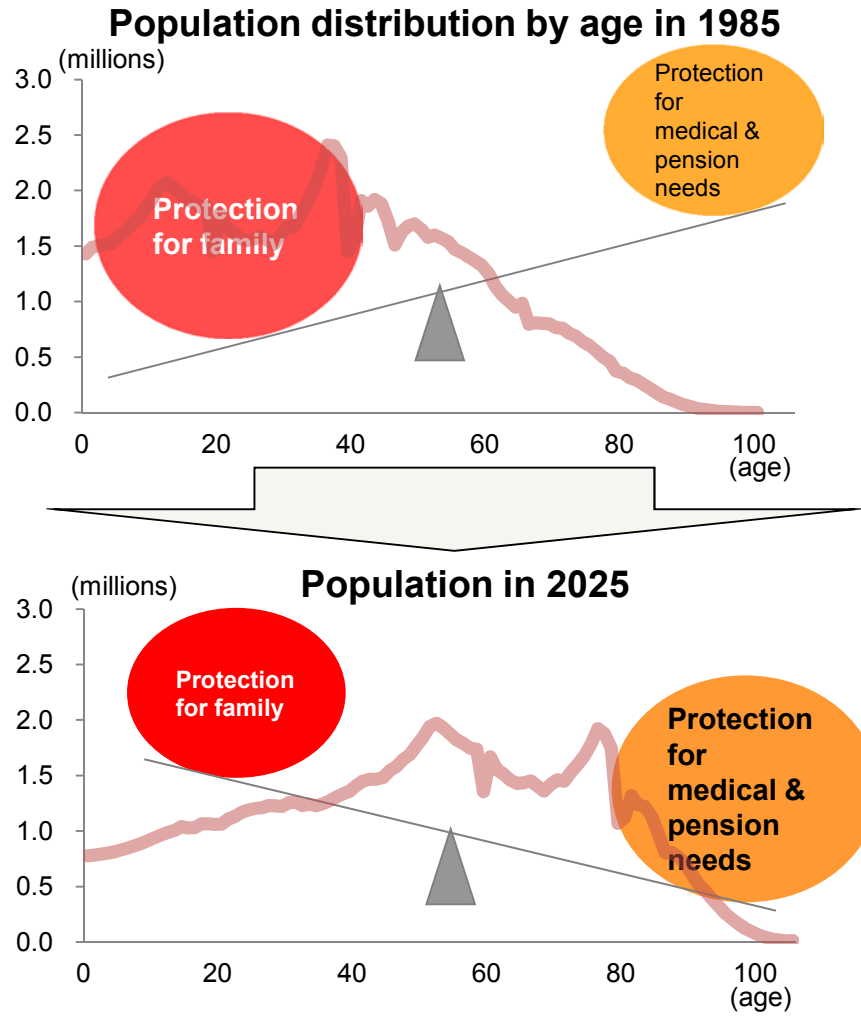 Population distribution by age in 1985
(millions)
3.0
2.5
2.0
1.5
1.0
0.5
0.0
Protection
for family
Protection
for
medical &
pension
needs
0 20 40 60 80 100
(age)
Population in 2025
(millions)
3.0
2.5
2.0
1.5
1.0
0.5
0.0
Protection
for family
Protection
for
medical &
pension
needs
0 20 40 60 80 100
(age)